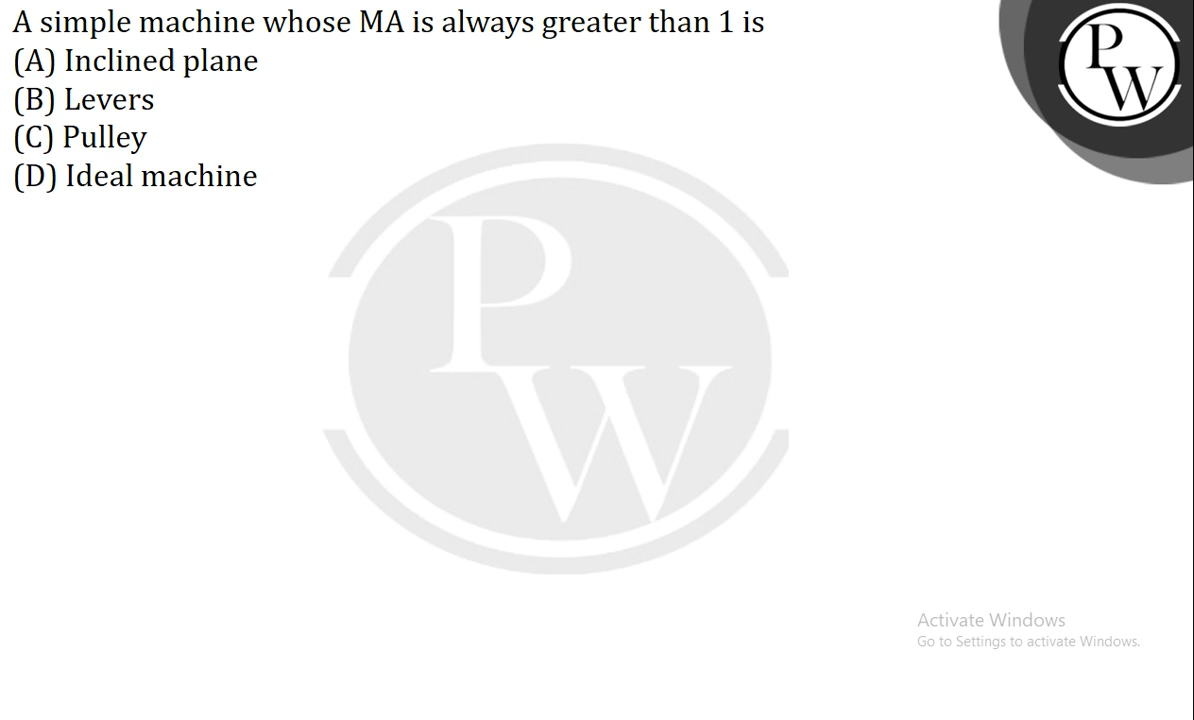 A simple machine whose MA is always greater than 1 is
(A) Inclined plane
(B) Levers
(C) Pulley
(D) Ideal machine
P
W
P
W
Activate Windows
Go to Settings to activate Windows.